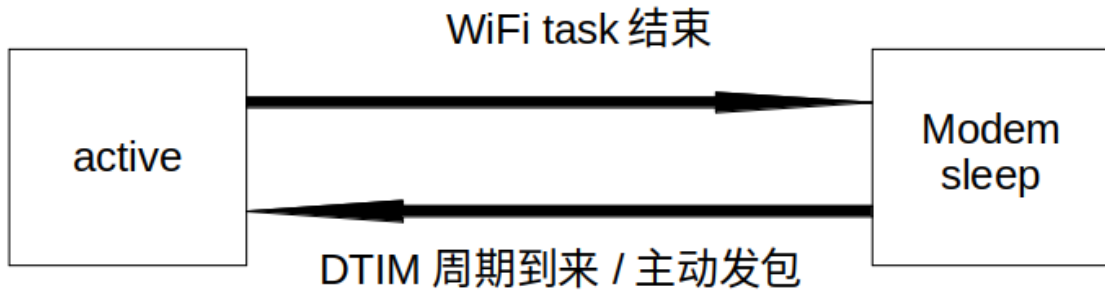 WiFi task 结束
active
Modem
sleep
DTIM 周期到来 / 主动发包